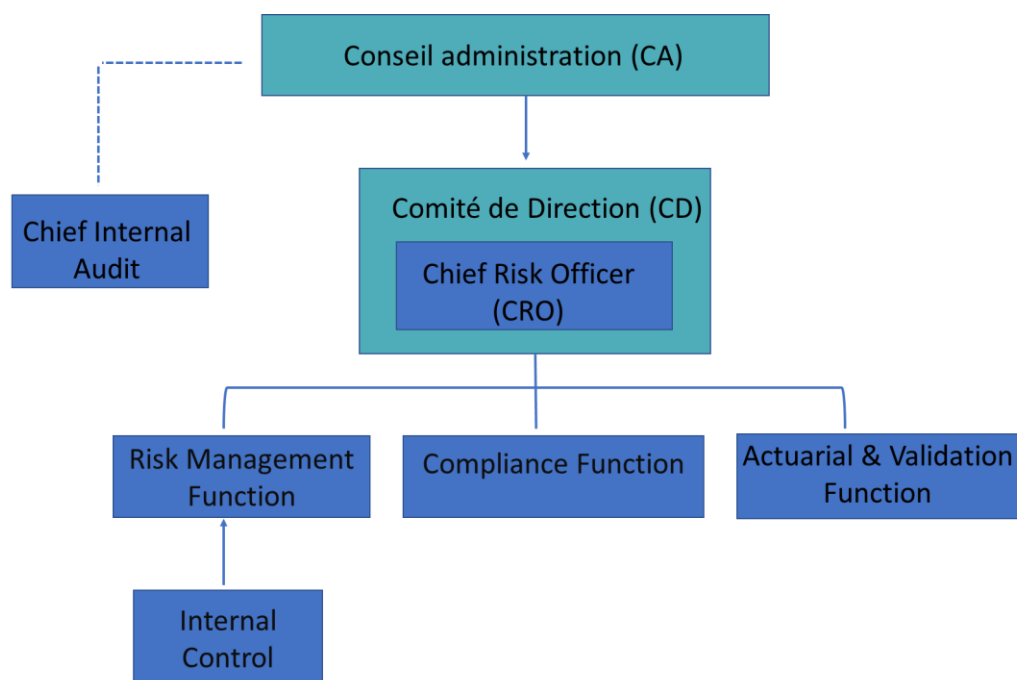 Conseil administration (CA)
Chief Internal
Audit
Comité de Direction (CD)
Chief Risk Officer
(CRO)
Risk Management
Function
Compliance Function
Actuarial & Validation
Function
Internal
Control